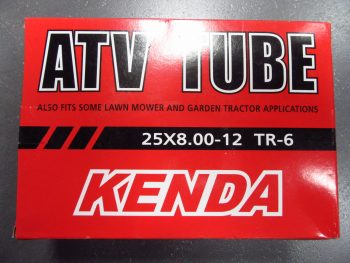 ATV TUBE
ALSO FITS SOME LAWN MOWER AND GARDEN TRACTOR APPLICATIONS
25X8.00-12 TR-6
KENDA